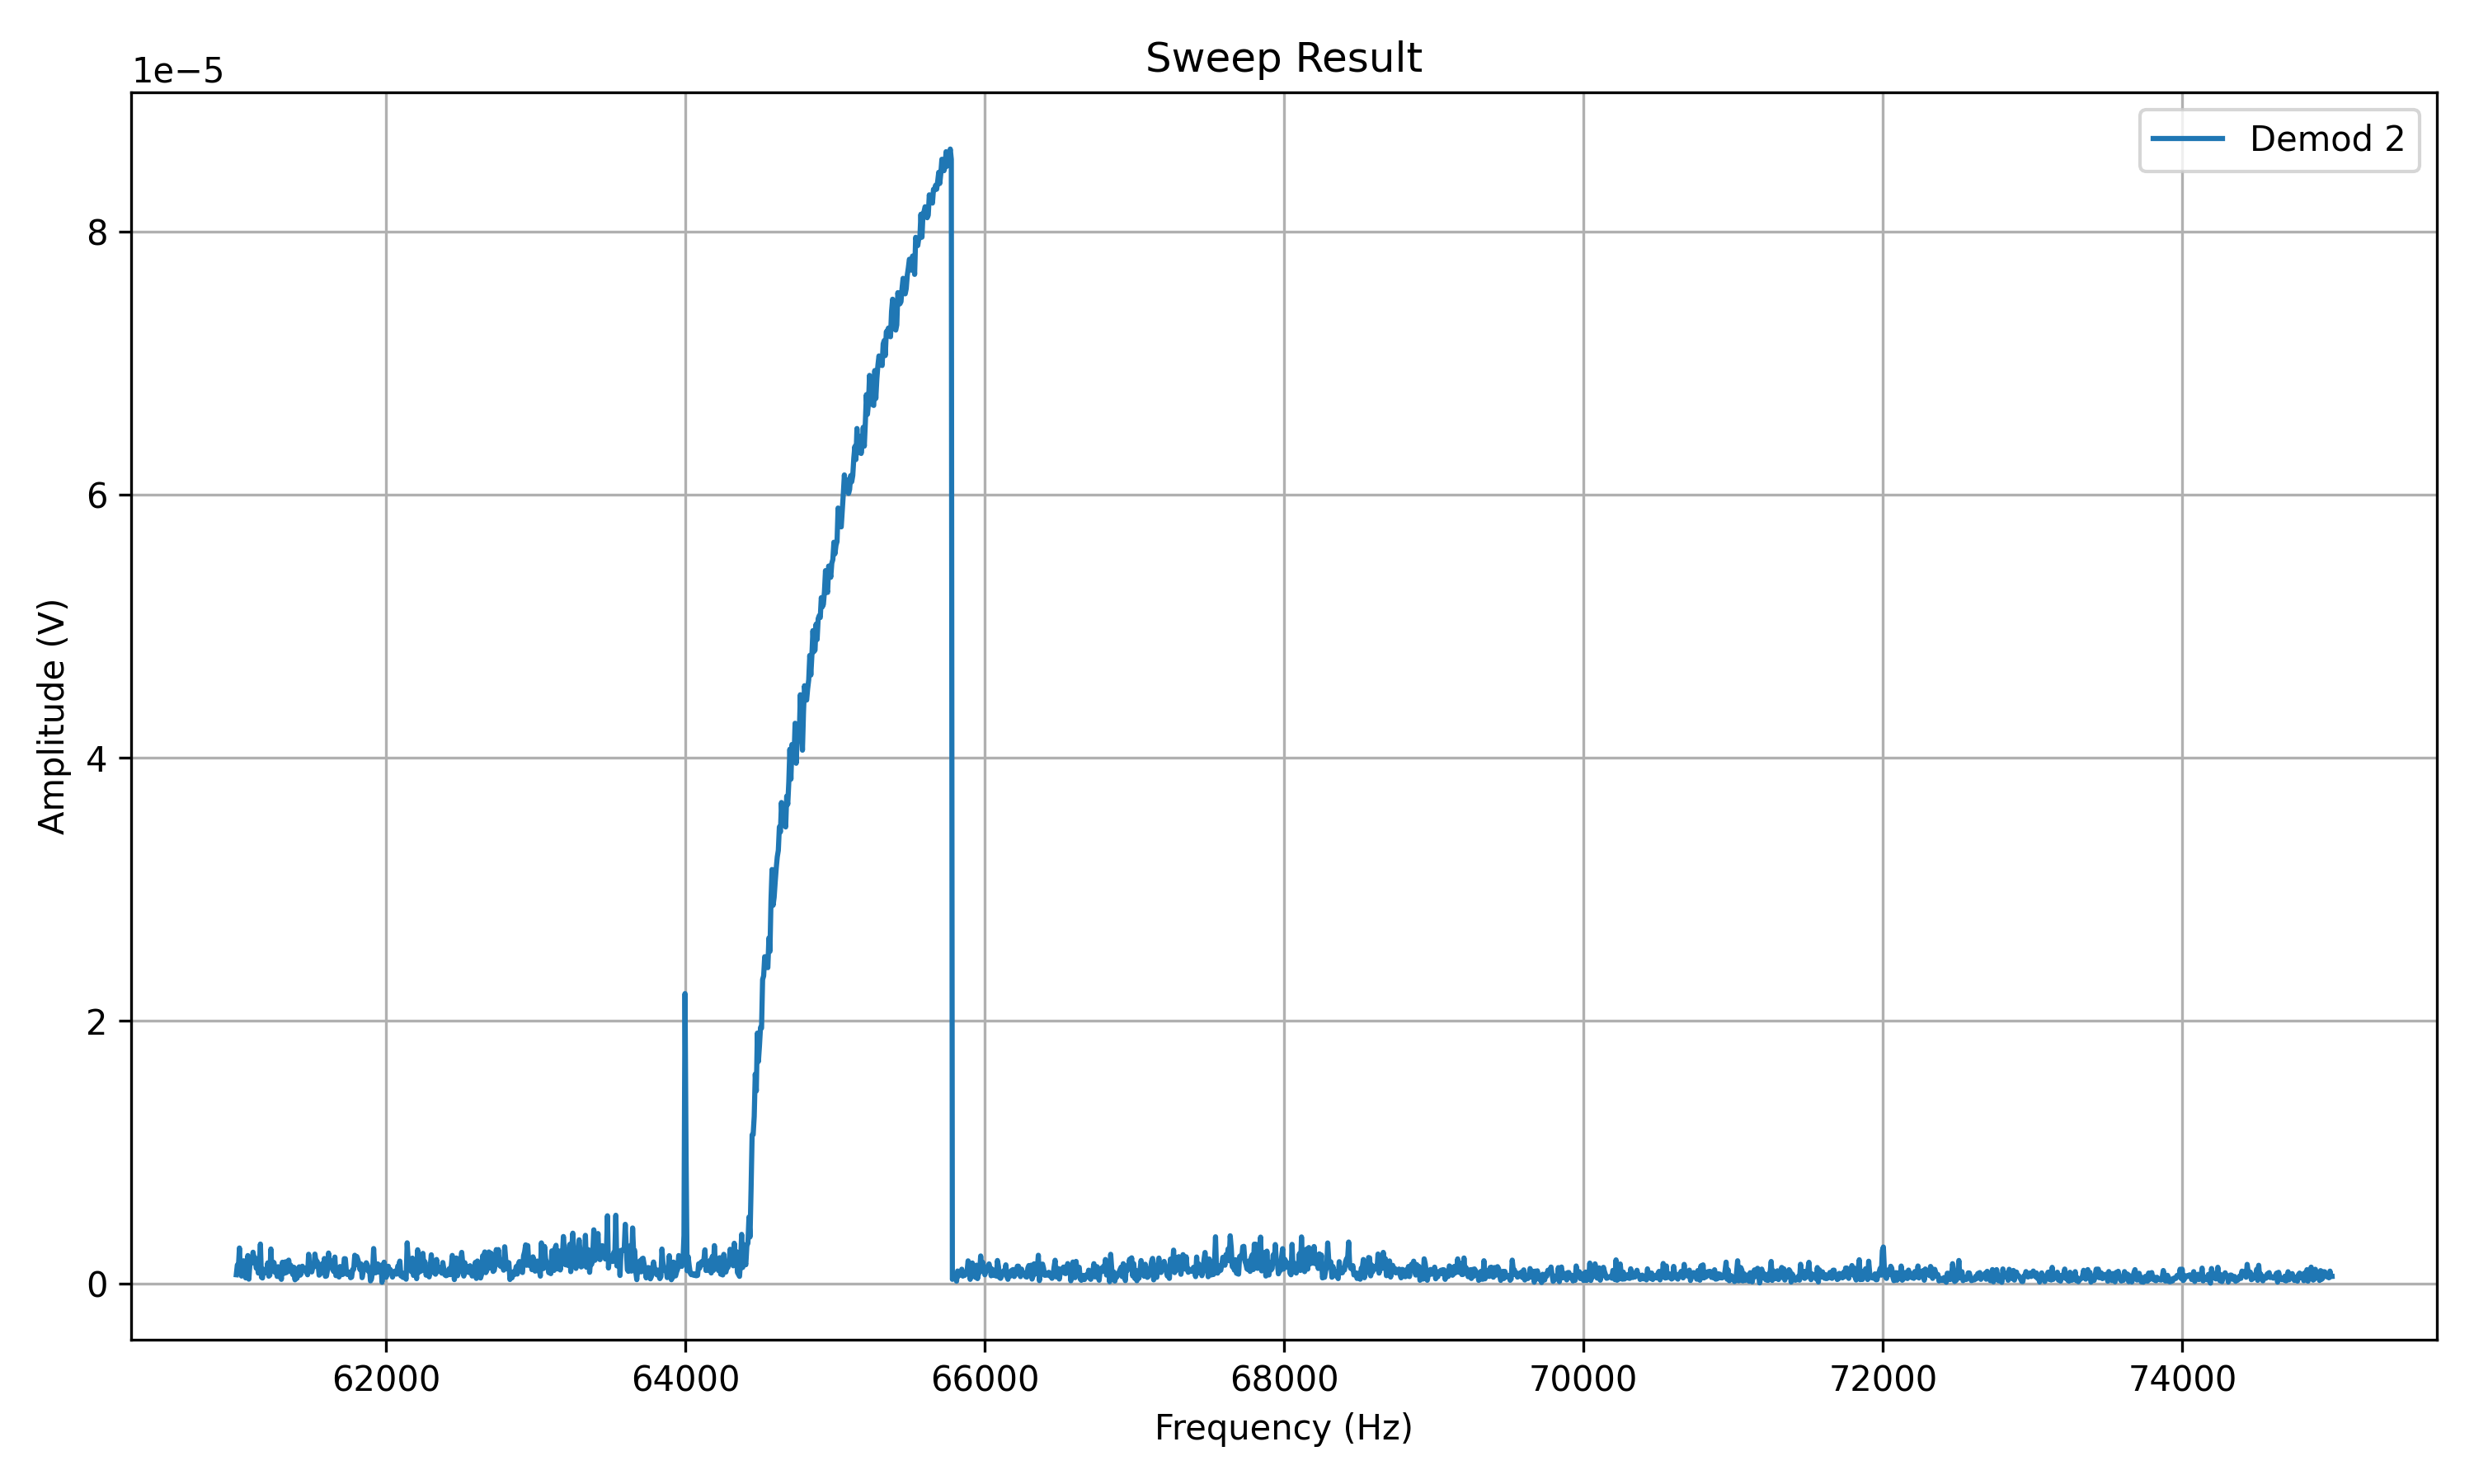 Sweep Result
1e−5
Demod 2
8
6
4
2
0
Amplitude (V)
62000 64000 66000 68000 70000 72000 74000
Frequency (Hz)